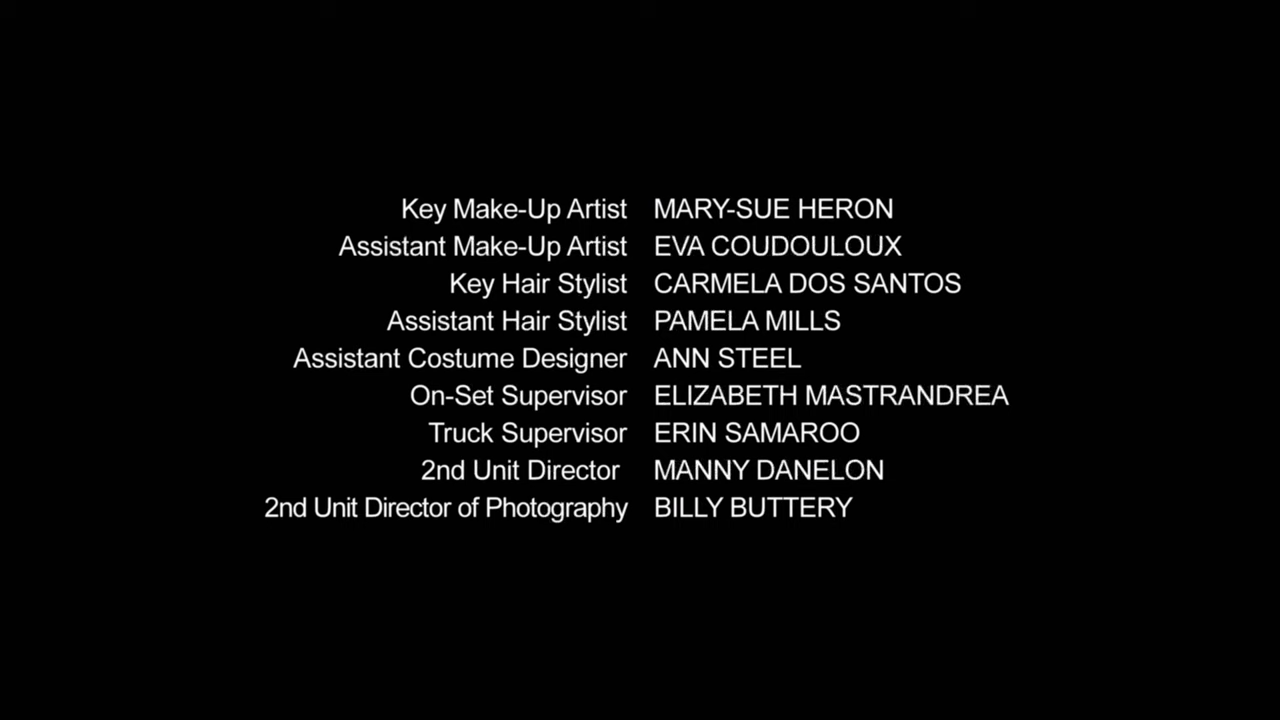 Key Make-Up Artist MARY-SUE HERON
Assistant Make-Up Artist EVA COUDOULOUX
Key Hair Stylist CARMELA DOS SANTOS
Assistant Hair Stylist PAMELA MILLS
Assistant Costume Designer ANN STEEL
On-Set Supervisor ELIZABETH MASTRANDREA
Truck Supervisor ERIN SAMAROO
2nd Unit Director MANNY DANELON
2nd Unit Director of Photography BILLY BUTTERY